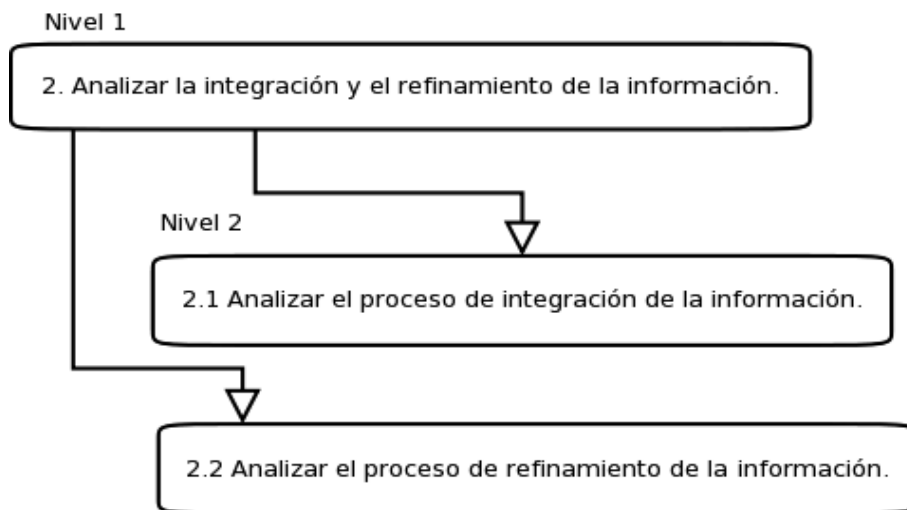 Nivel 1
2. Analizar la integración y el refinamiento de la información.
Nivel 2
2.1 Analizar el proceso de integración de la información.
2.2 Analizar el proceso de refinamiento de la información.